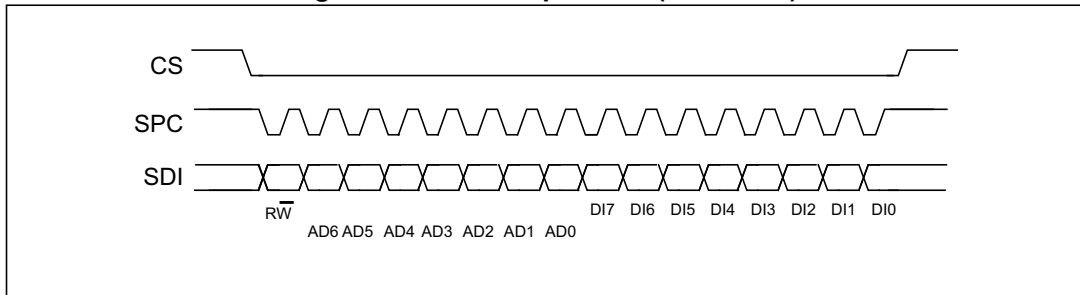 CS
SPC
SDI
RW DI7 DI6 DI5 DI4 DI3 DI2 DI1 DI0
AD6 AD5 AD4 AD3 AD2 AD1 AD0